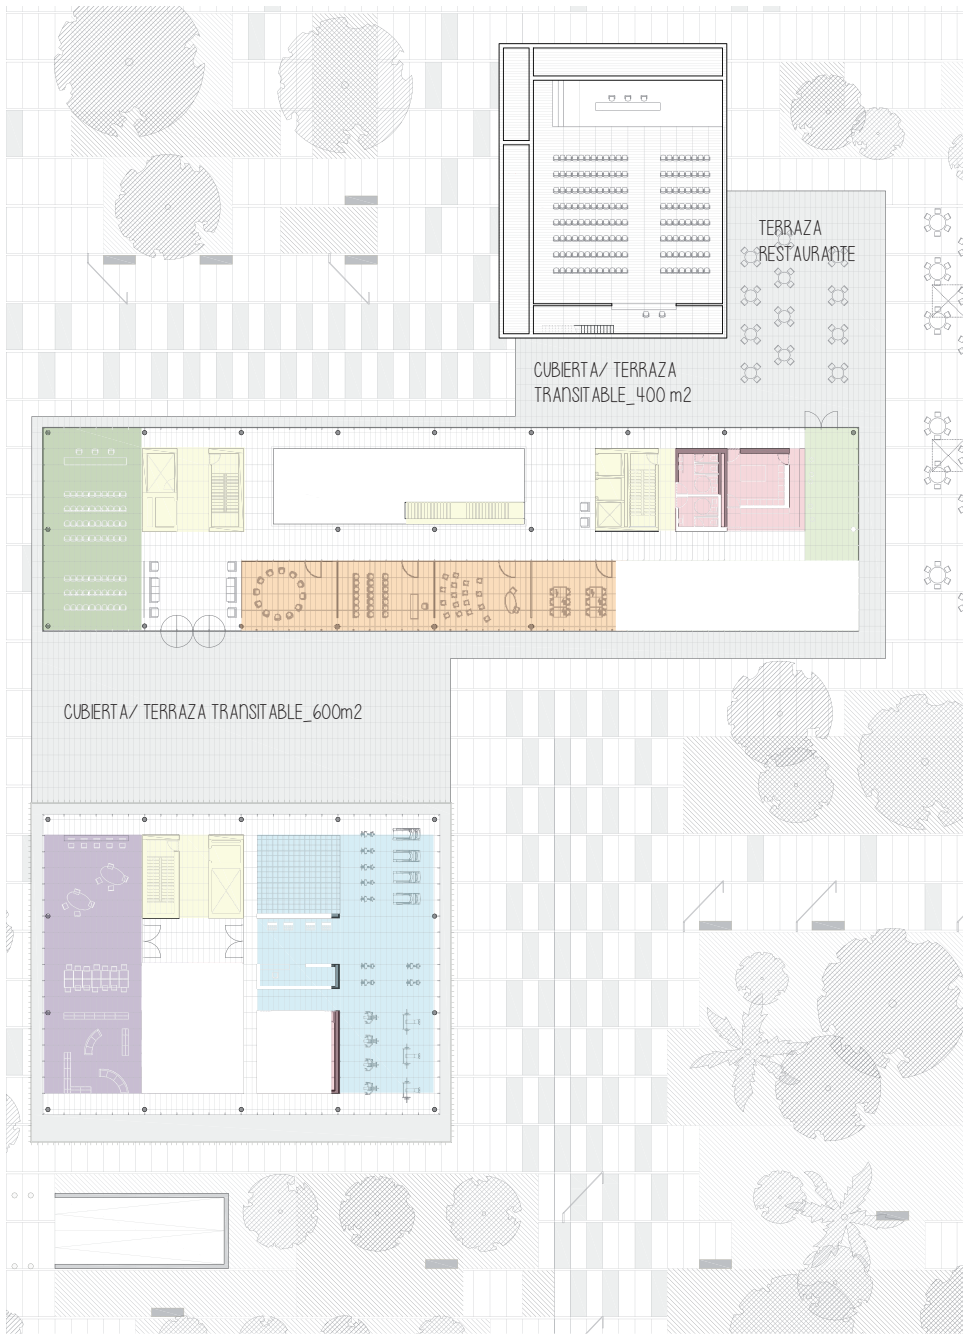 TERRAZA
RESTAURANTE
CUBIERTA/ TERRAZA
TRANSITABLE_400 m2
CUBIERTA/ TERRAZA TRANSITABLE_600m2